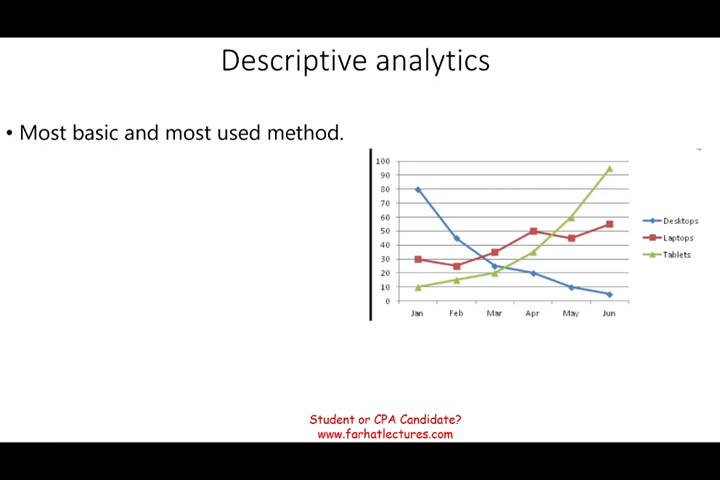 Descriptive analytics
• Most basic and most used method.
100
90
80
70
60
50
40
30
20
10
0
Jan Feb Mar Apr May Jun
Desktops
Laptops
Tablets
Student or CPA Candidate?
www.farhatlectures.com